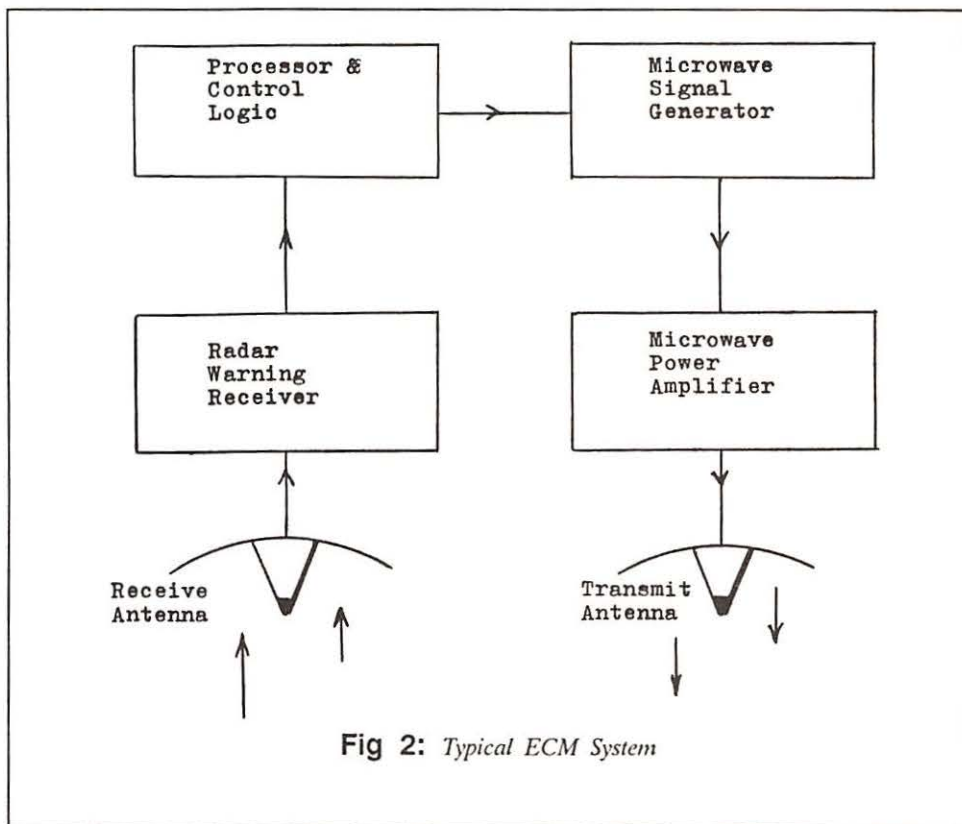 Processor &
Control
Logic
Microwave
Signal
Generator
Radar
Warning
Receiver
Microwave
Power
Amplifier
Receive
Antenna
Transmit
Antenna
Fig 2: Typical ECM System